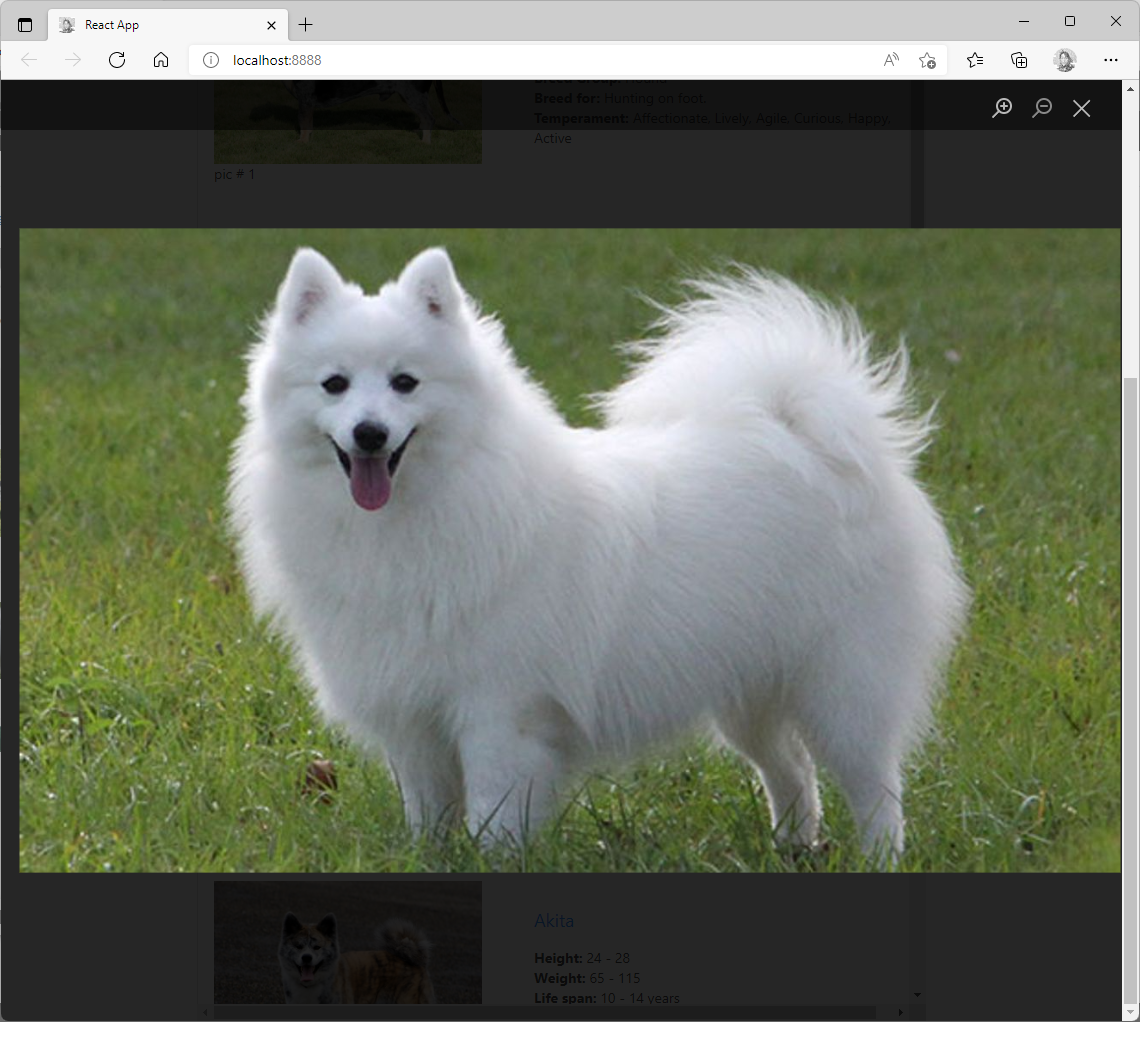 React App
localhost:8888
Breed for: Hunting on foot.
Temperament: Affectionate, Lively, Agile, Curious, Happy,
Active
pic # 1
Akita
Height: 24 - 28
Weight: 65 - 115
Life span: 10 - 14 years